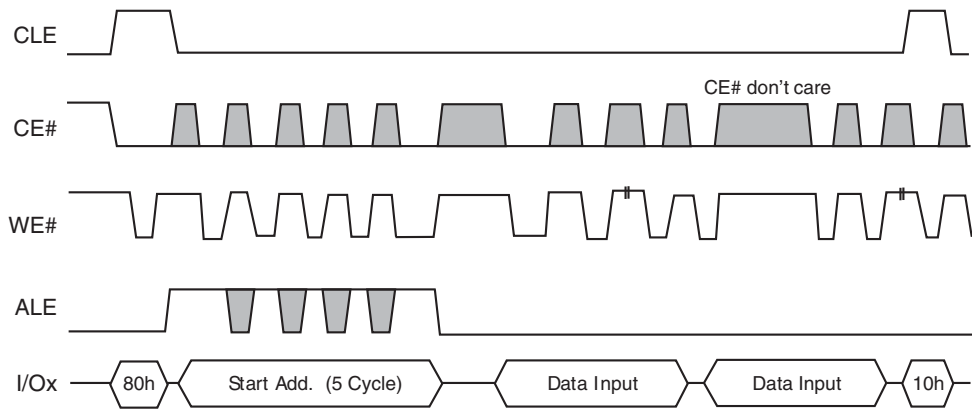 CLE
CE# don't care
CE#
WE#
ALE
I/Ox
80h
Start Add. (5 Cycle)
Data Input
Data Input
10h